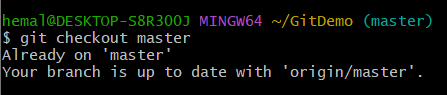 hemal@DESKTOP-S8R3O0J MINGW64 ~/GitDemo (master)
$ git checkout master
Already on 'master'
Your branch is up to date with 'origin/master'.